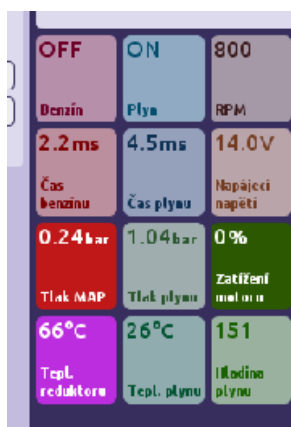 OFF
Benzín
ON
Plyn
800
RPM
2.2ms
Čas
benzínu
4.5ms
Čas plynu
14.0V
Napájecí
napětí
0.24bar
Tlak MAP
1.04bar
Tlak plynu
0%
Zatížení
motoru
66°C
Tepl.
reduktoru
26°C
Tepl. plynu
151
Hladina
plynu